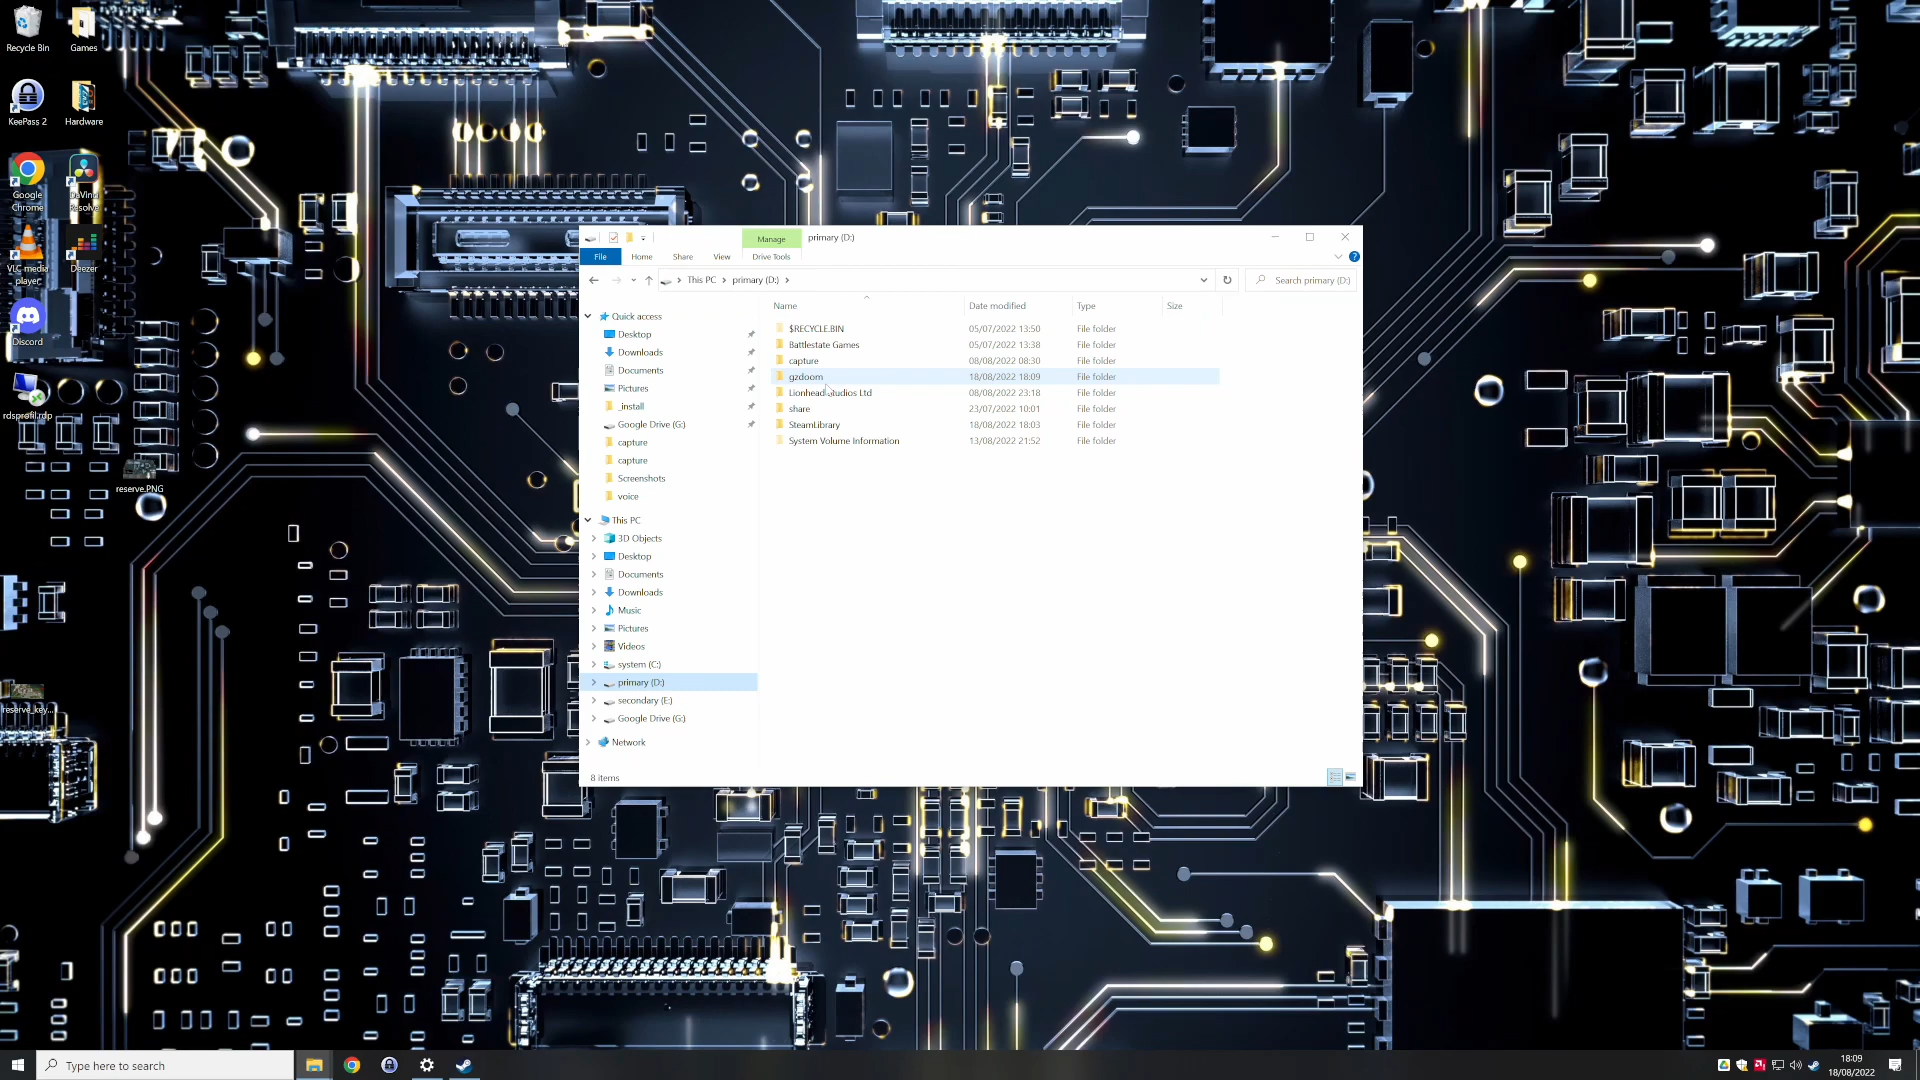 Recycle Bin
Games
KeePass 2
Hardware
Google
Chrome
DaVinci
Resolve
VLC media
player
Deezer
Discord
rdsprofil.rdp
reserve.PNG
reserve_key...
Manage
primary (D:)
File
Home
Share
View
Drive Tools
This PC
primary (D:)
Search primary (D:)
Name
Date modified
Type
Size
Quick access
Desktop
Downloads
Documents
Pictures
_install
Google Drive (G:)
capture
capture
Screenshots
voice
This PC
3D Objects
Desktop
Documents
Downloads
Music
Pictures
Videos
system (C:)
primary (D:)
secondary (E:)
Google Drive (G:)
Network
$RECYCLE.BIN 05/07/2022 13:50 File folder
Battlestate Games 05/07/2022 13:38 File folder
capture 08/08/2022 08:30 File folder
gzdoom 18/08/2022 18:09 File folder
Lionhead Studios Ltd 08/08/2022 23:18 File folder
share 23/07/2022 10:01 File folder
SteamLibrary 18/08/2022 18:03 File folder
System Volume Information 13/08/2022 21:52 File folder
8 items
Type here to search
18:09
18/08/2022